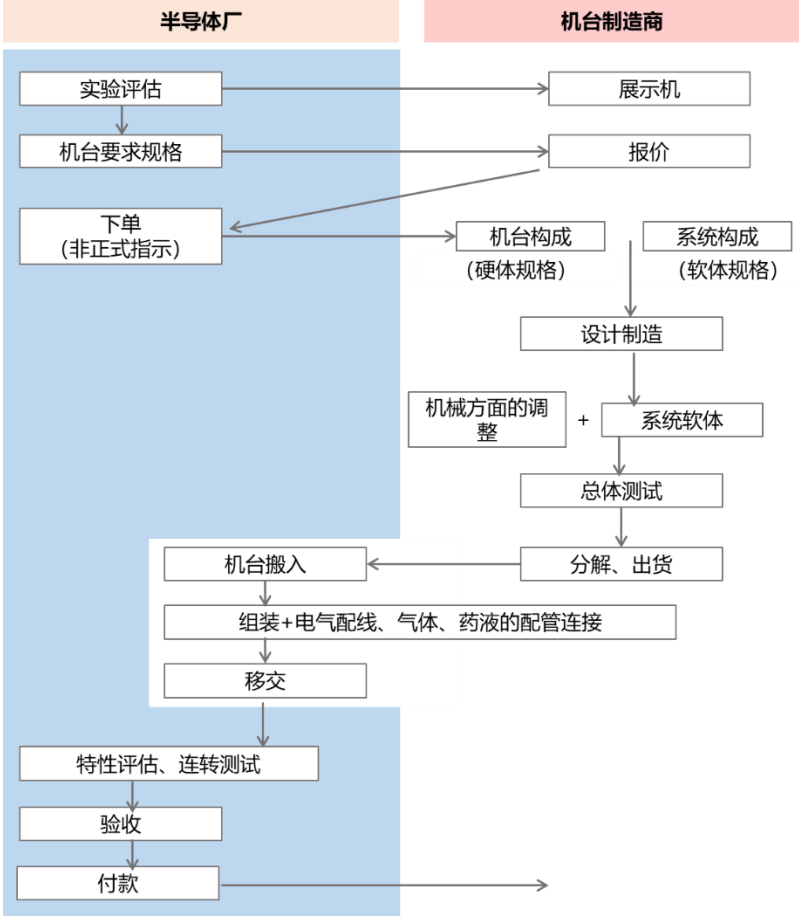 半导体厂
机台制造商
实验评估
展示机
机台要求规格
报价
下单
(非正式指示)
机台构成
系统构成
(硬体规格)
(软体规格)
设计制造
机械方面的调
整
+
系统软体
总体测试
机台搬入
分解、出货
组装+电气配线、气体、药液的配管连接
移交
特性评估、连转测试
验收
付款